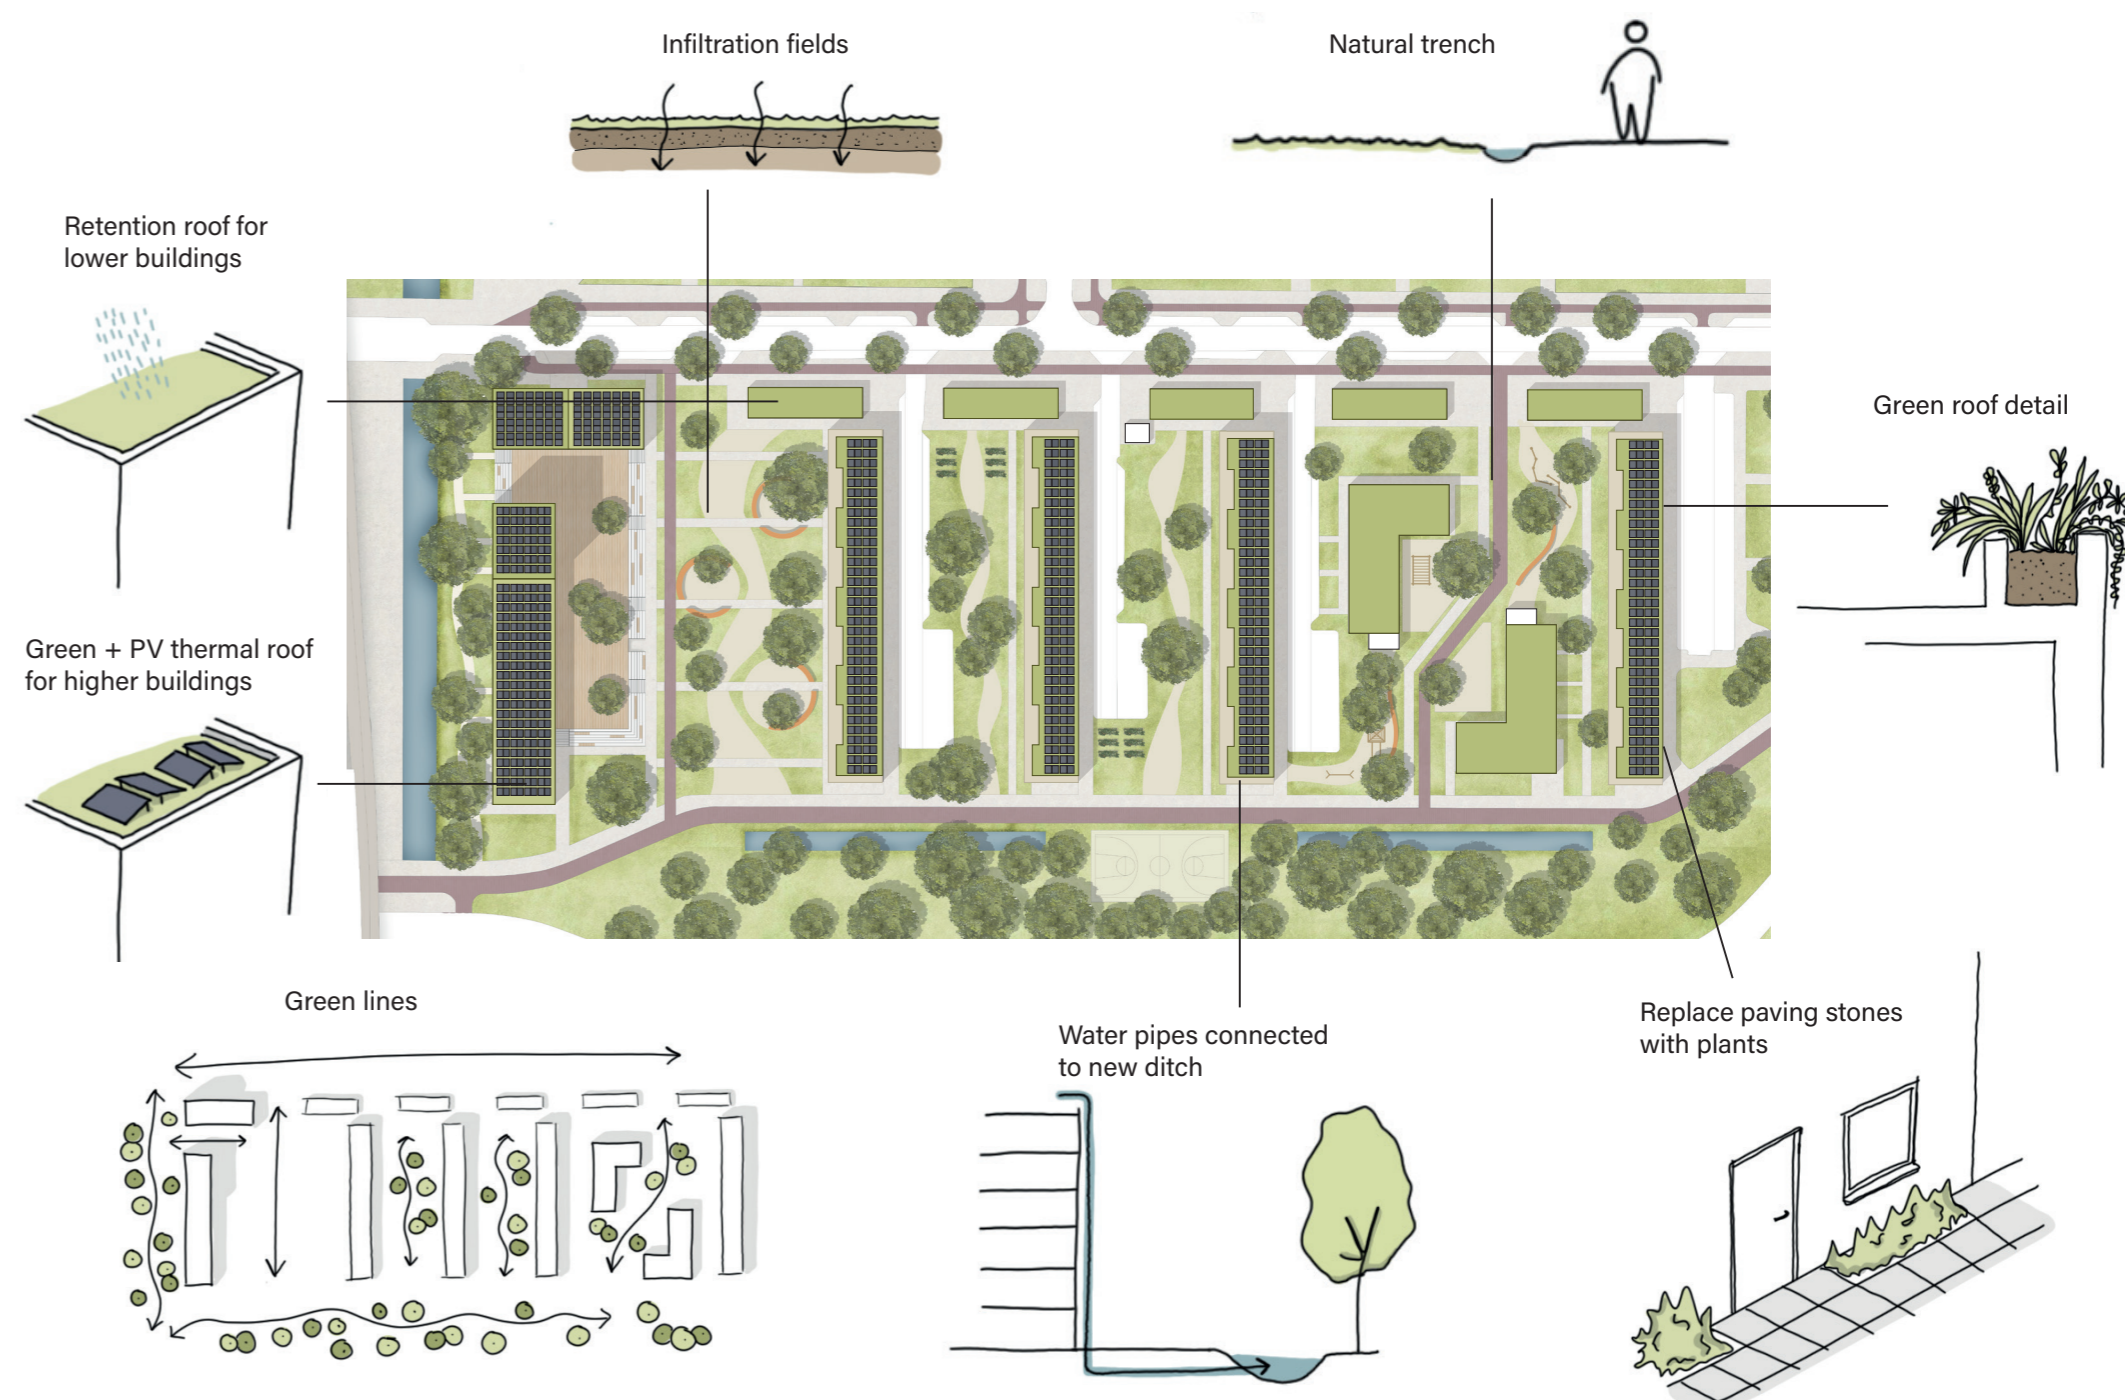 Infiltration fields
Natural trench
Retention roof for
lower buildings
Green roof detail
Green + PV thermal roof
for higher buildings
Green lines
Water pipes connected
to new ditch
Replace paving stones
with plants